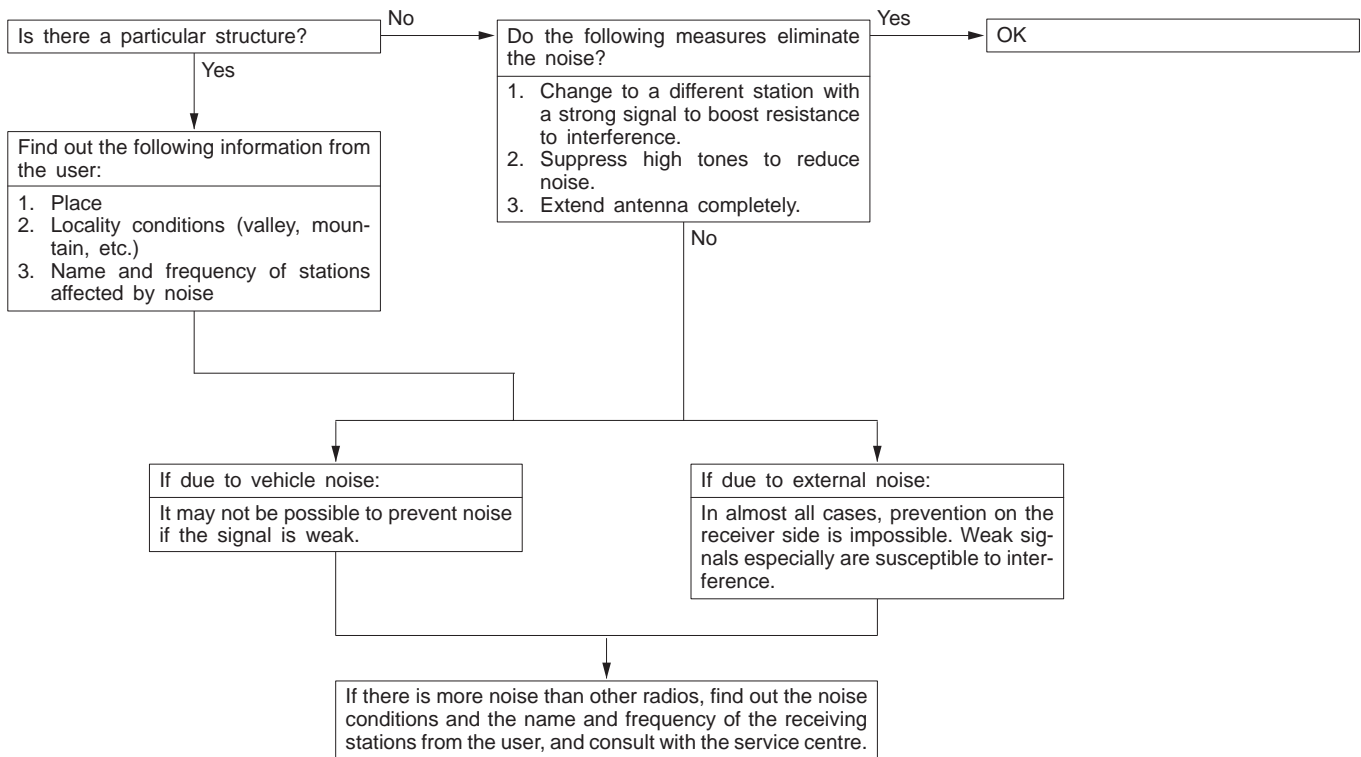 Is there a particular structure?
No
Do the following measures eliminate
the noise?
Yes
OK
Yes
1. Change to a different station with
a strong signal to boost resistance
to interference.
2. Suppress high tones to reduce
noise.
3. Extend antenna completely.
Find out the following information from
the user:
1. Place
2. Locality conditions (valley, moun-
tain, etc.)
3. Name and frequency of stations
affected by noise
No
If due to vehicle noise:
It may not be possible to prevent noise
if the signal is weak.
If due to external noise:
In almost all cases, prevention on the
receiver side is impossible. Weak sig-
nals especially are susceptible to inter-
ference.
If there is more noise than other radios, find out the noise
conditions and the name and frequency of the receiving
stations from the user, and consult with the service centre.